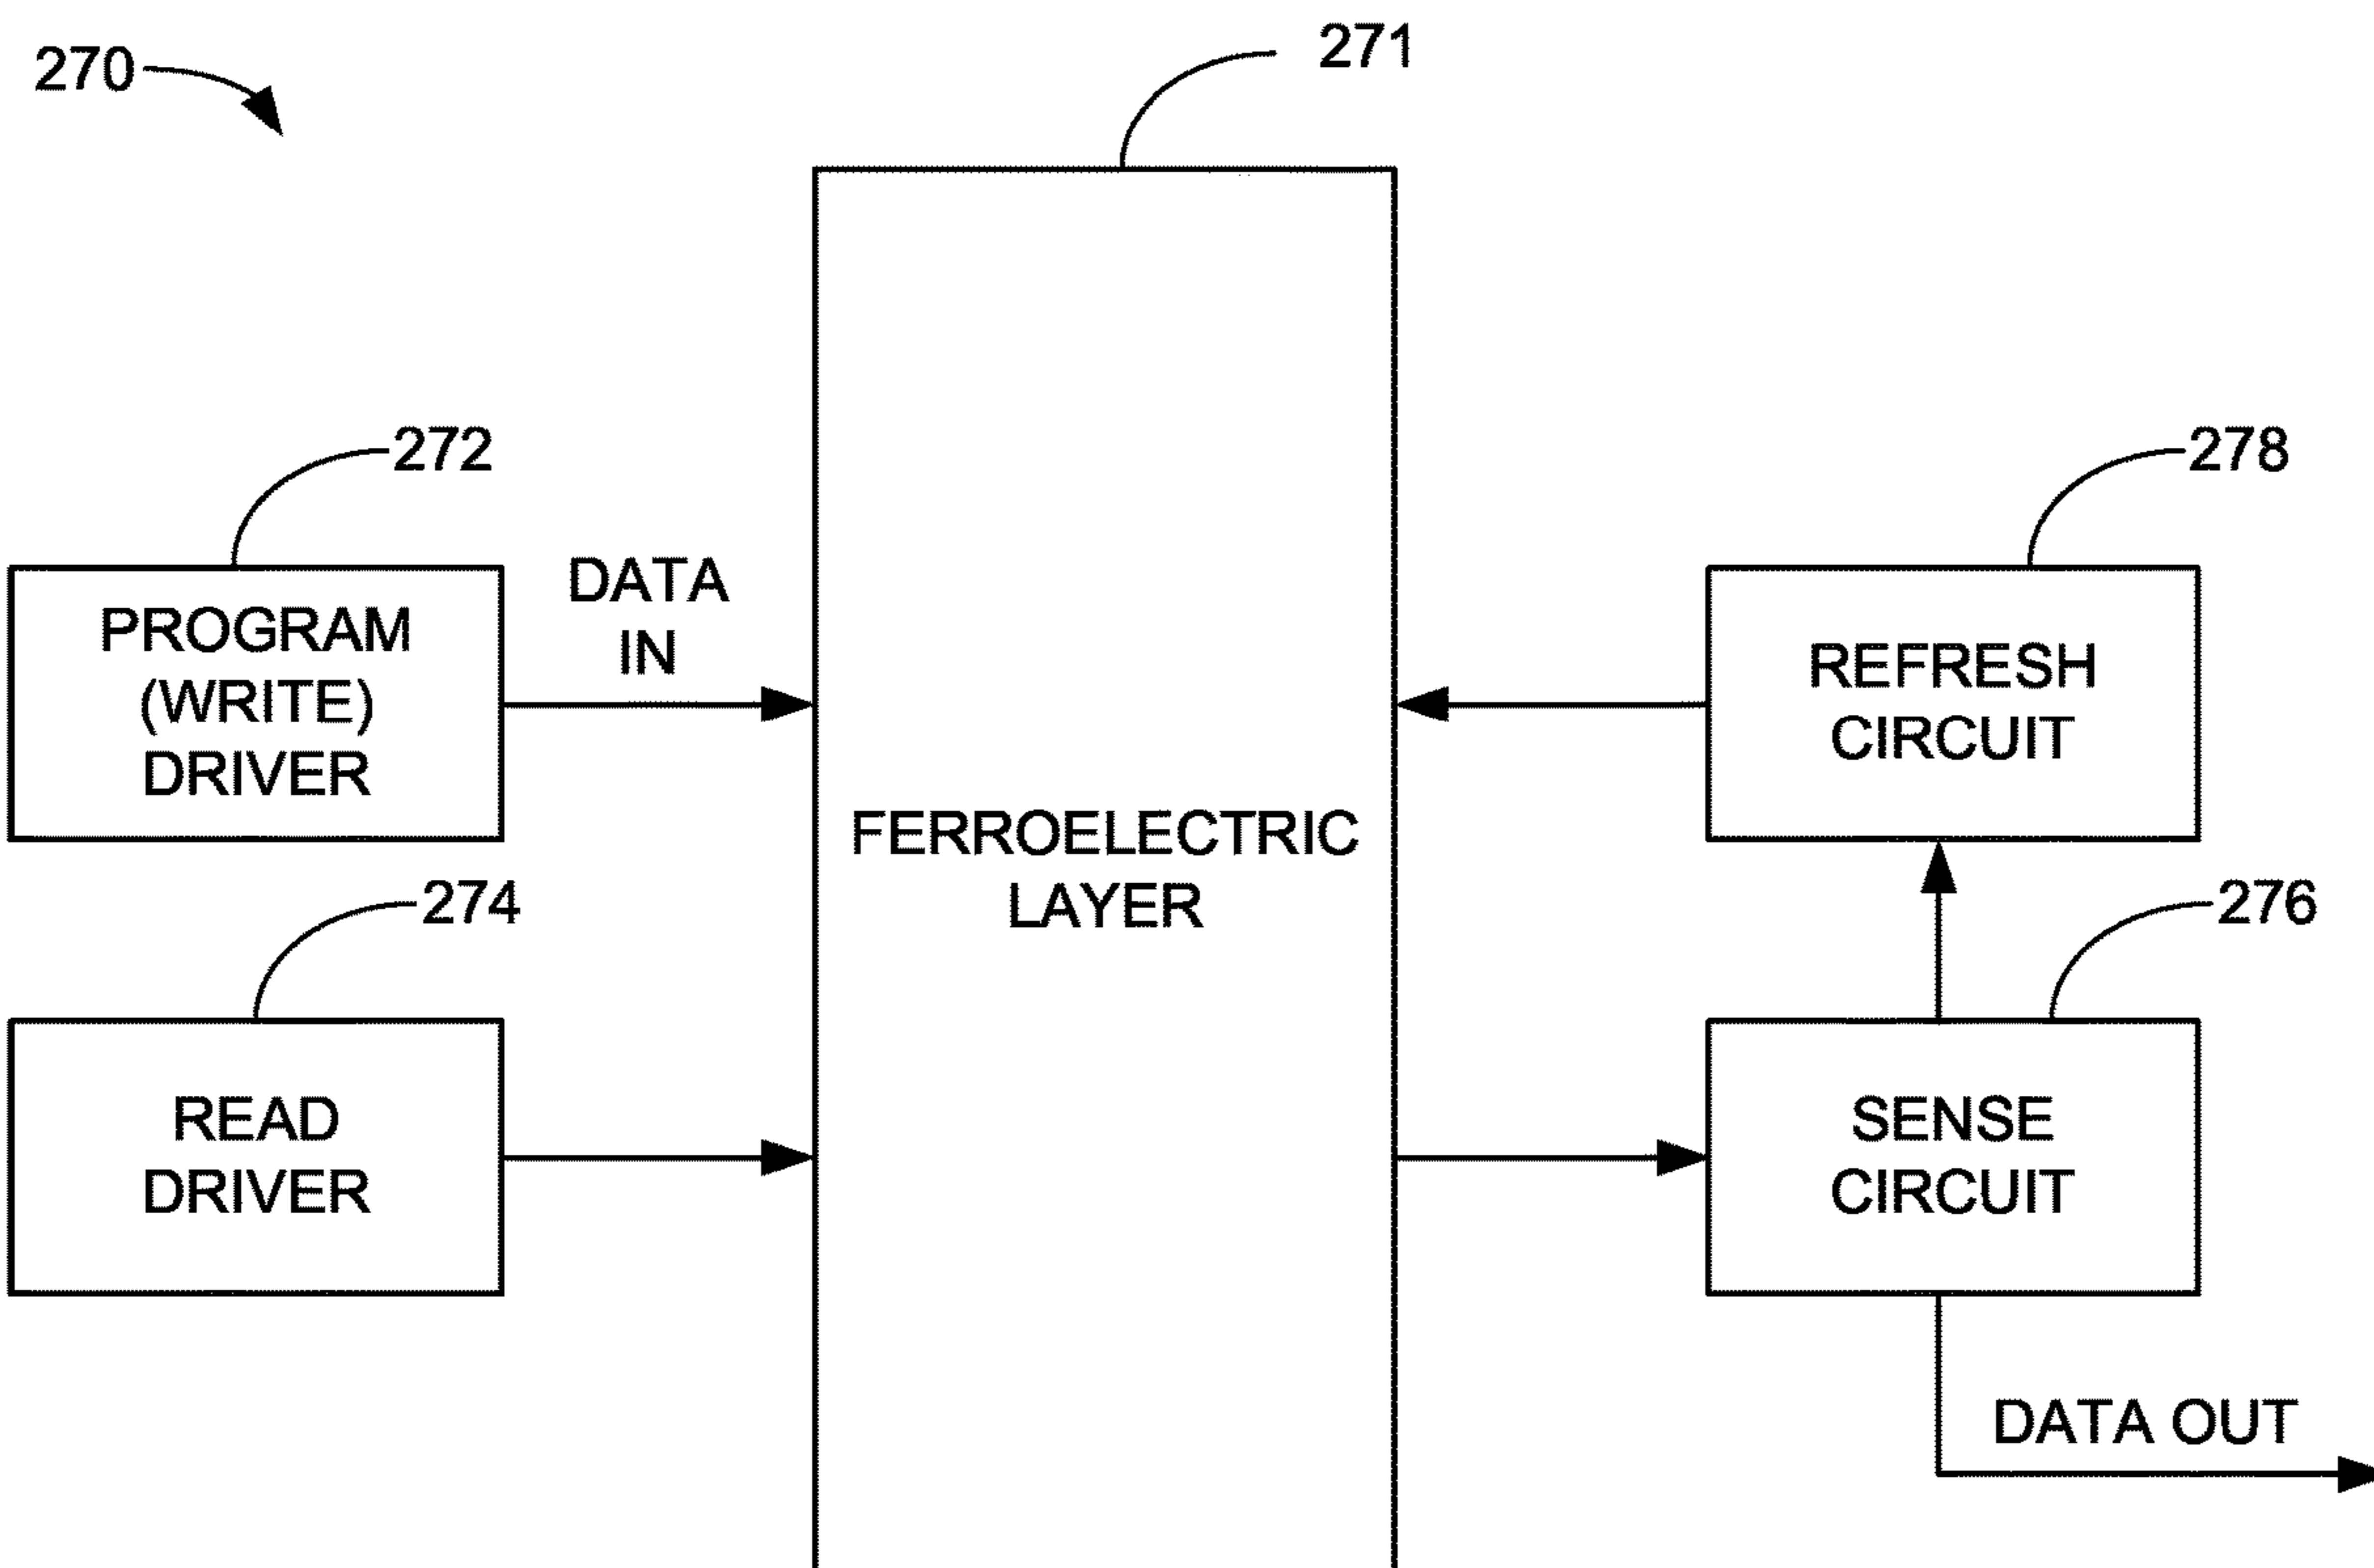 270
271
272
278
DATA
IN
PROGRAM
(WRITE)
DRIVER
REFRESH
CIRCUIT
FERROELECTRIC
LAYER
274
276
READ
DRIVER
SENSE
CIRCUIT
DATA OUT